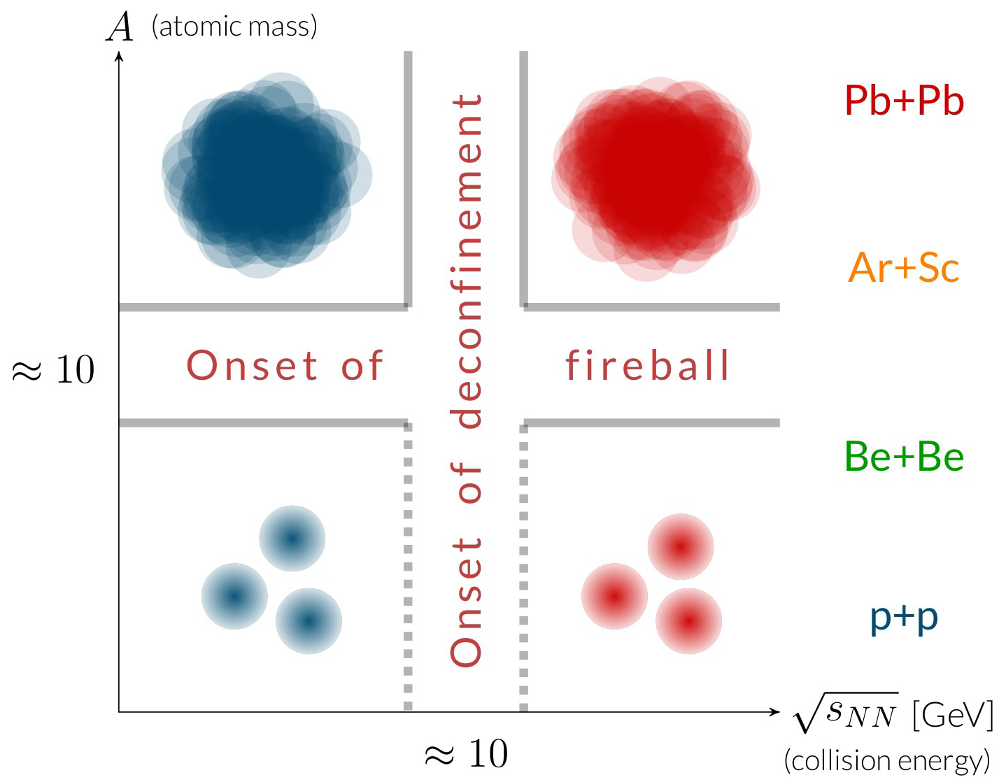 A (atomic mass)
Pb+Pb
Ar+Sc
Onset of deconfinement
≈ 10
Onset of fireball
Be+Be
p+p
√sNN [GeV]
(collision energy)
≈ 10